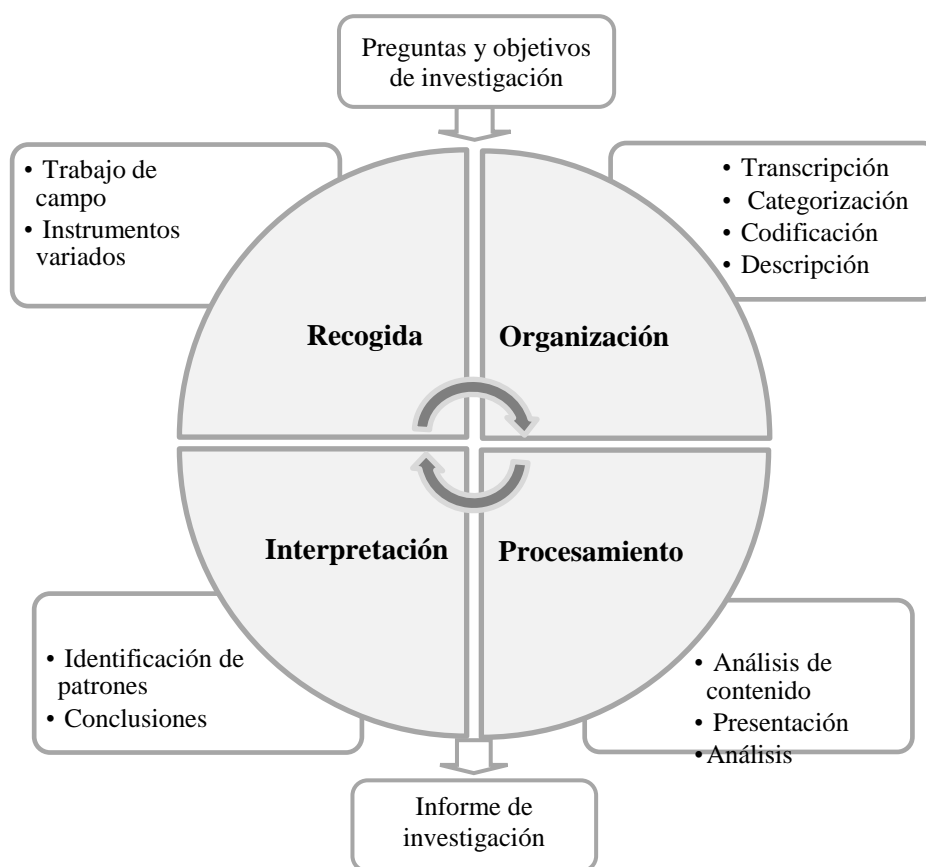 Preguntas y objetivos
de investigación
• Trabajo de
campo
• Instrumentos
variados
• Transcripción
• Categorización
• Codificación
• Descripción
Recogida
Organización
Interpretación
Procesamiento
• Identificación de
patrones
• Conclusiones
• Análisis de
contenido
• Presentación
• Análisis
Informe de
investigación